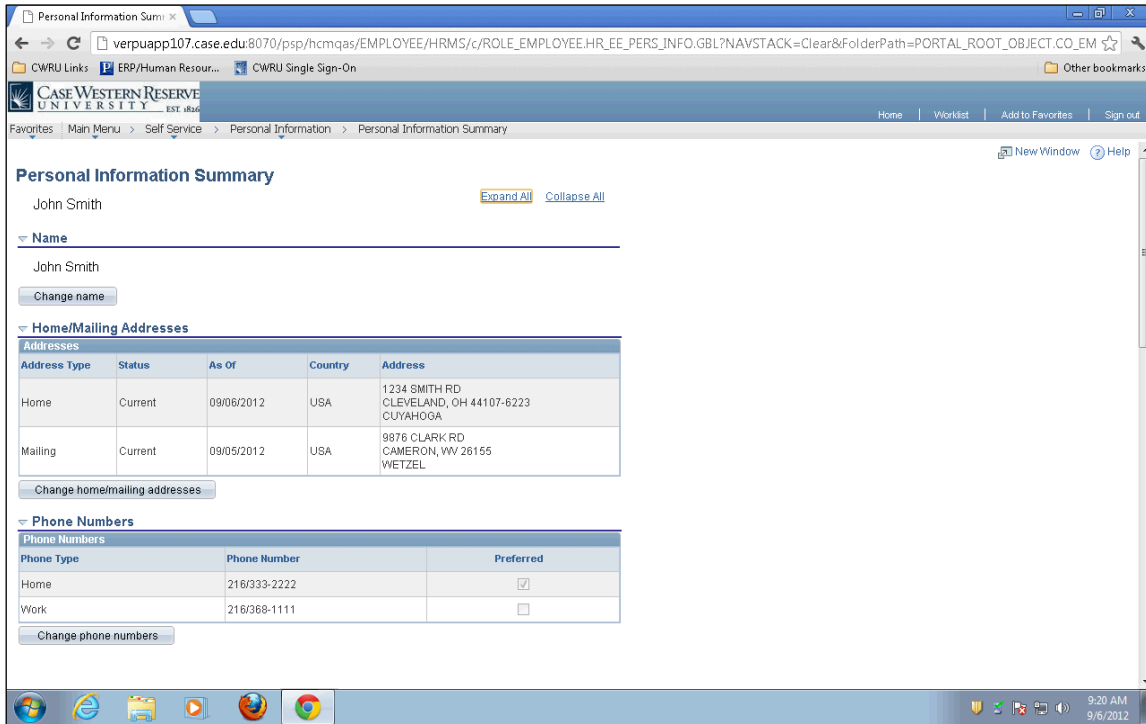 Personal Information Summ
verpuapp107.case.edu:8070/psp/hcmqas/EMPLOYEE/HRMS/c/ROLE_EMPLOYEE.HR_EE_PERS_INFO.GBL?NAVSTACK=Clear&FolderPath=PORTAL_ROOT_OBJECT.CO_EM
CWRU Links ERP/Human Resour... CWRU Single Sign-On Other bookmarks
CASE WESTERN RESERVE
UNIVERSITY EST. 1826
Home | Worklist | Add to Favorites | Sign out
Favorites | Main Menu > Self Service > Personal Information > Personal Information Summary
New Window ? Help
Personal Information Summary
John Smith Expand All Collapse All
Name
John Smith
Change name
Home/Mailing Addresses
Addresses
Address Type Status As Of Country Address
Home Current 09/06/2012 USA 1234 SMITH RD
CLEVELAND, OH 44107-6223
CUYAHOGA
Mailing Current 09/05/2012 USA 9876 CLARK RD
CAMERON, WV 26155
WETZEL
Change home/mailing addresses
Phone Numbers
Phone Numbers
Phone Type Phone Number Preferred
Home 216/333-2222
Work 216/368-1111
Change phone numbers
9:20 AM
9/6/2012